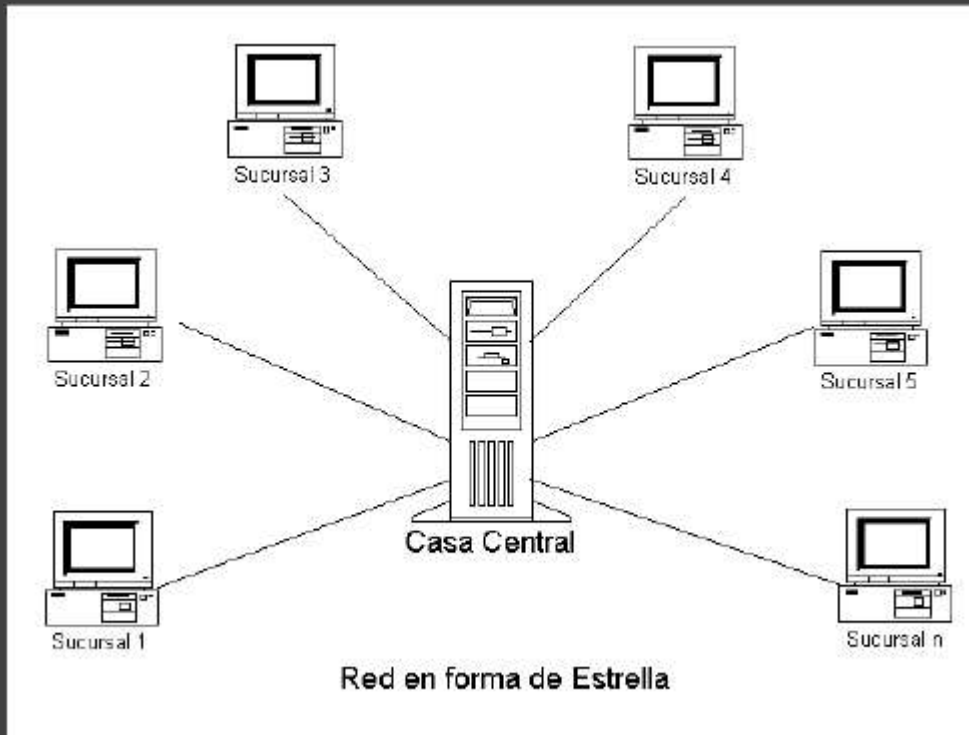 Sucursal 3
Sucursal 4
Sucursal 2
Sucursal 5
Casa Central
Sucursal 1
Sucursal n
Red en forma de Estrella